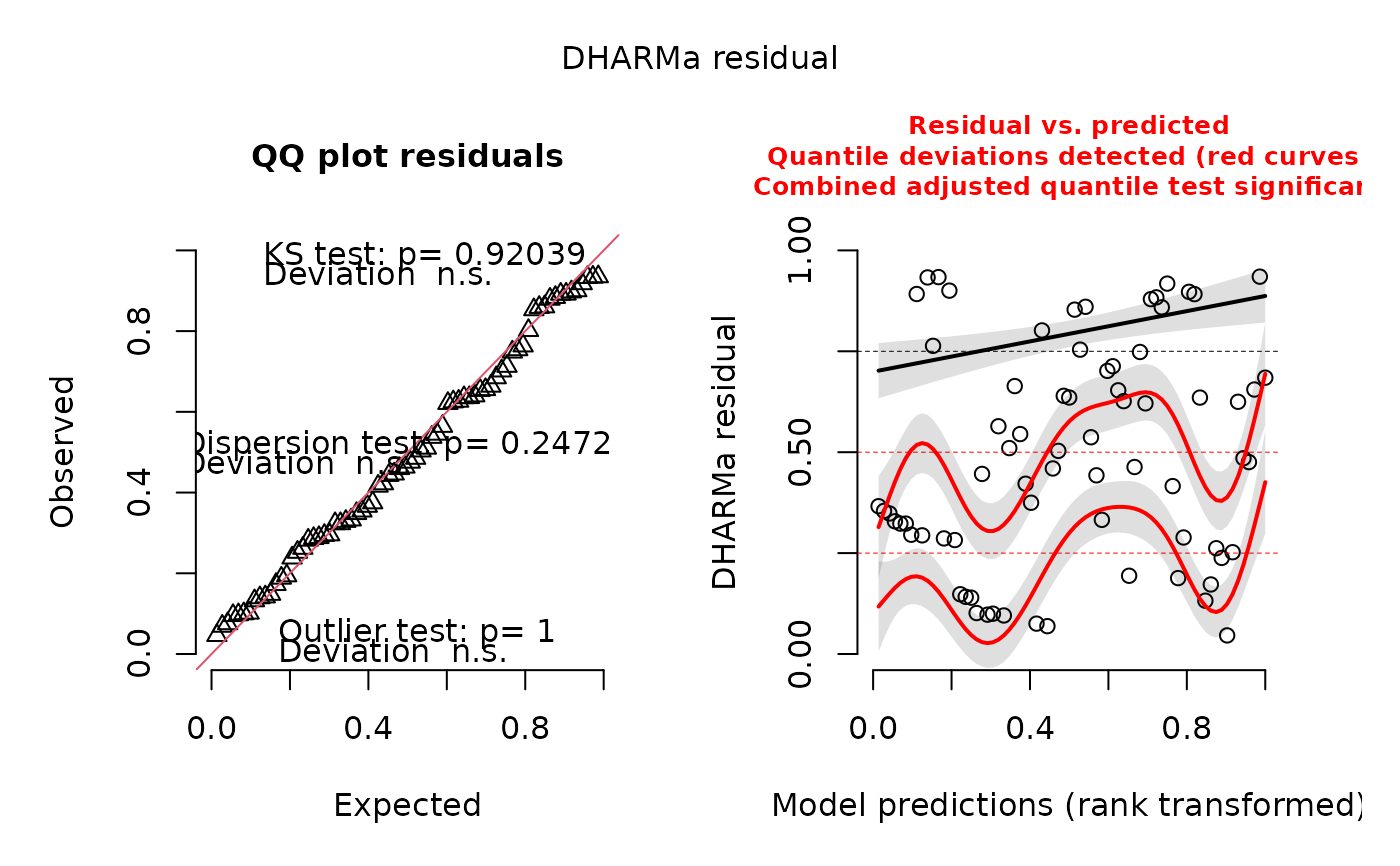 DHARMa residual
QQ plot residuals
KS test: p= 0.92039
Deviation n.s.
Dispersion test: p= 0.2472
Deviation n.s.
Outlier test: p= 1
Deviation n.s.
Observed
0.0
0.4
0.8
0.0
0.4
0.8
Expected
Residual vs. predicted
Quantile deviations detected (red curves
Combined adjusted quantile test significan
DHARMa residual
0.00
0.50
1.00
0.0
0.4
0.8
Model predictions (rank transformed)